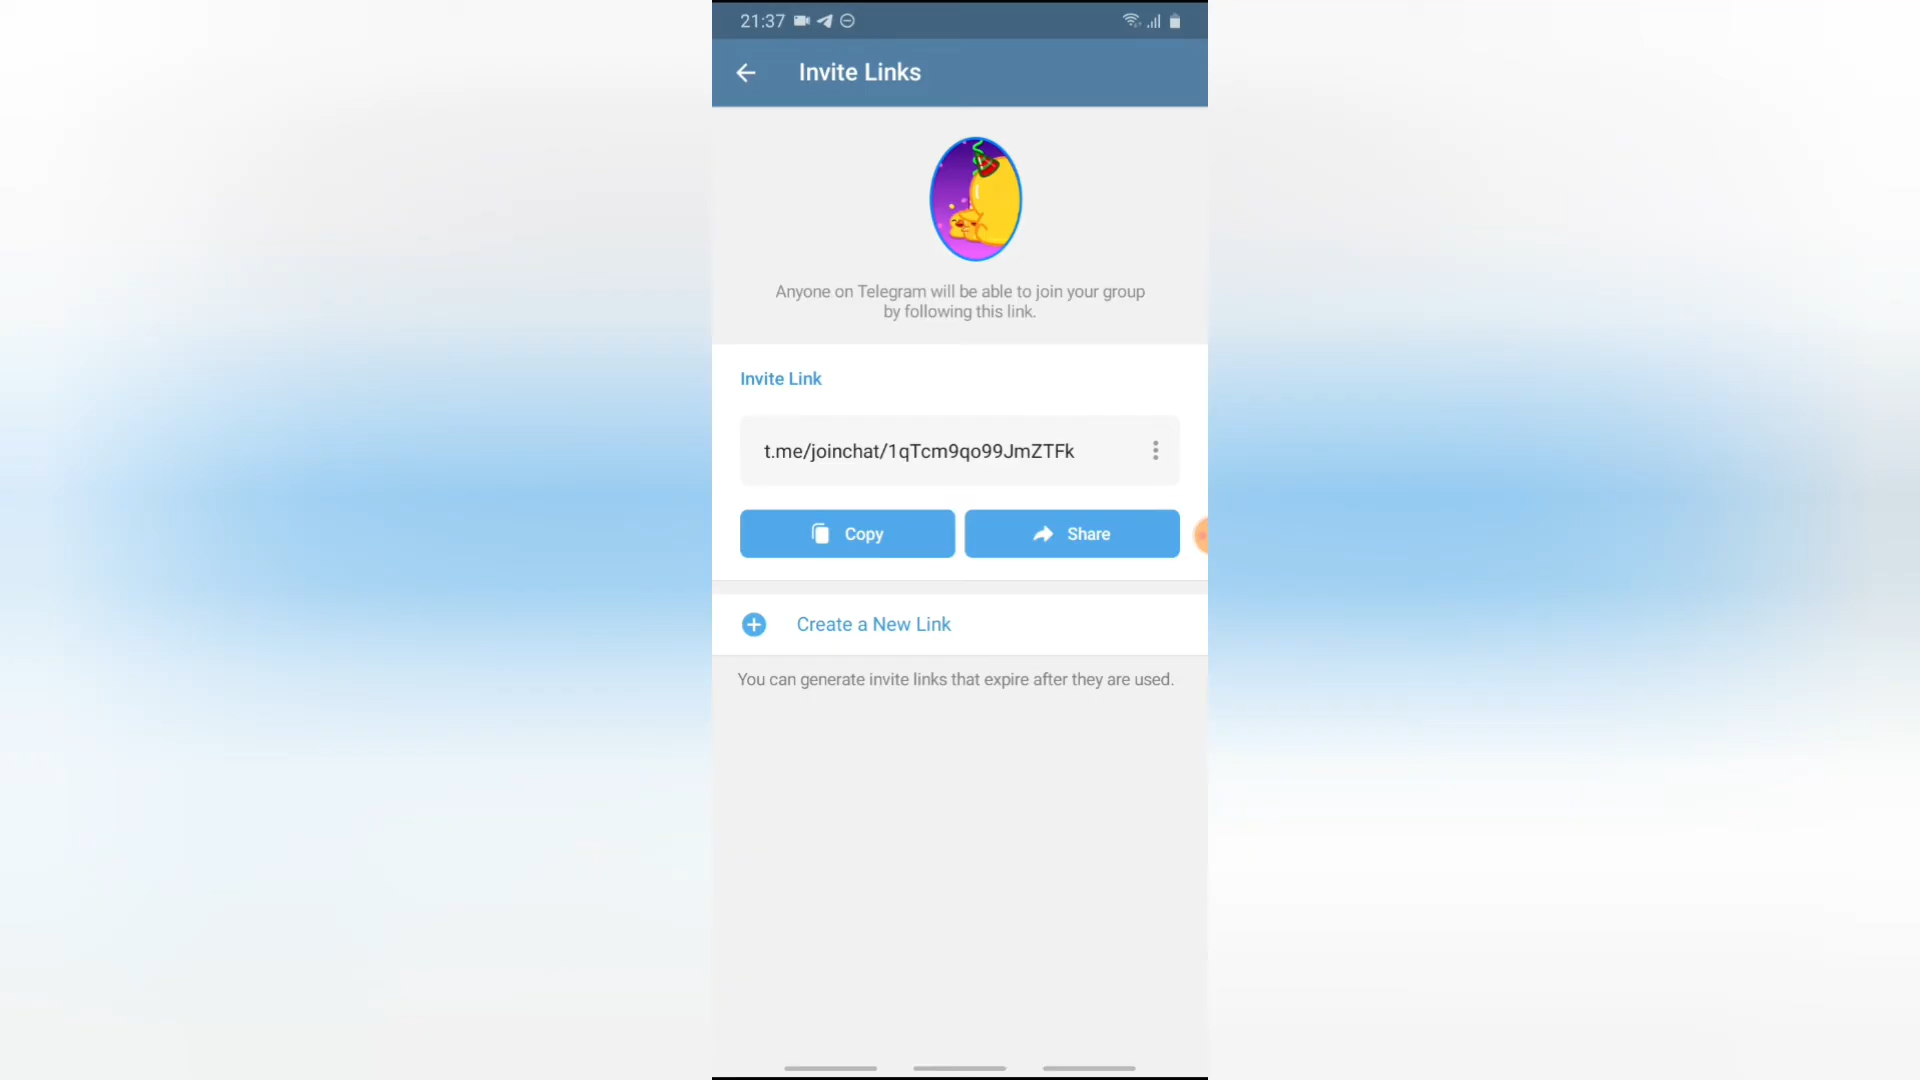 21:37
Invite Links
Anyone on Telegram will be able to join your group
by following this link.
Invite Link
t.me/joinchat/1qTcm9qo99JmZTFk
Copy
Share
Create a New Link
You can generate invite links that expire after they are used.